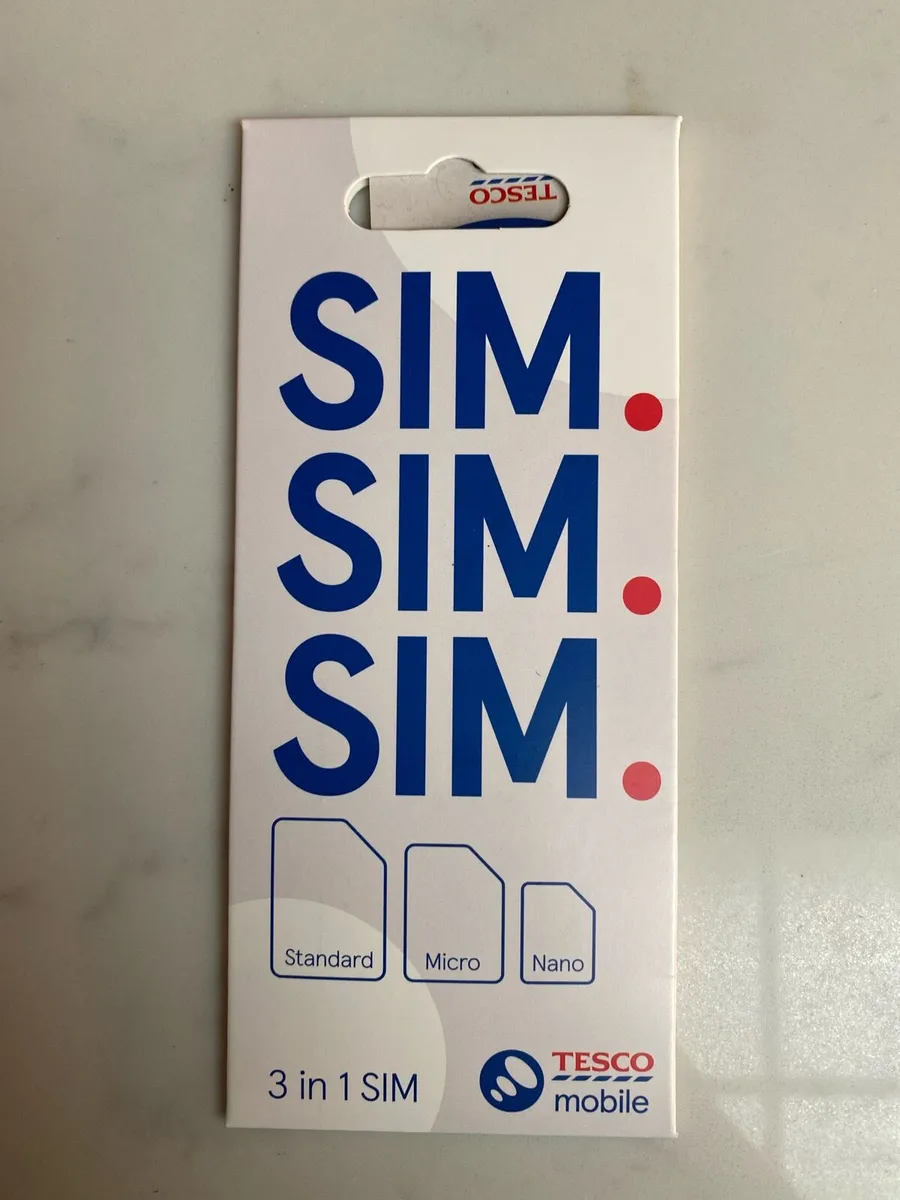 TESCO
SIM.
SIM.
SIM.
Standard Micro Nano
3 in 1 SIM
TESCO
mobile